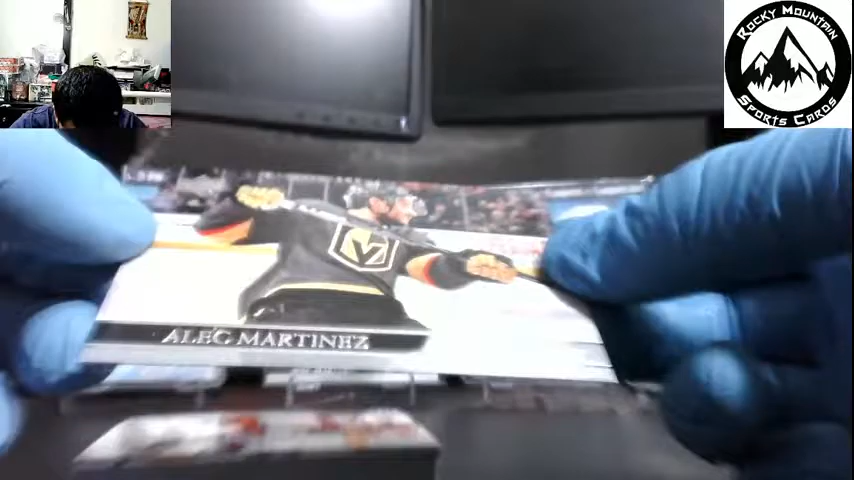 ROCKY MOUNTAIN
SPORTS CARDS
ALEC MARTINEZ